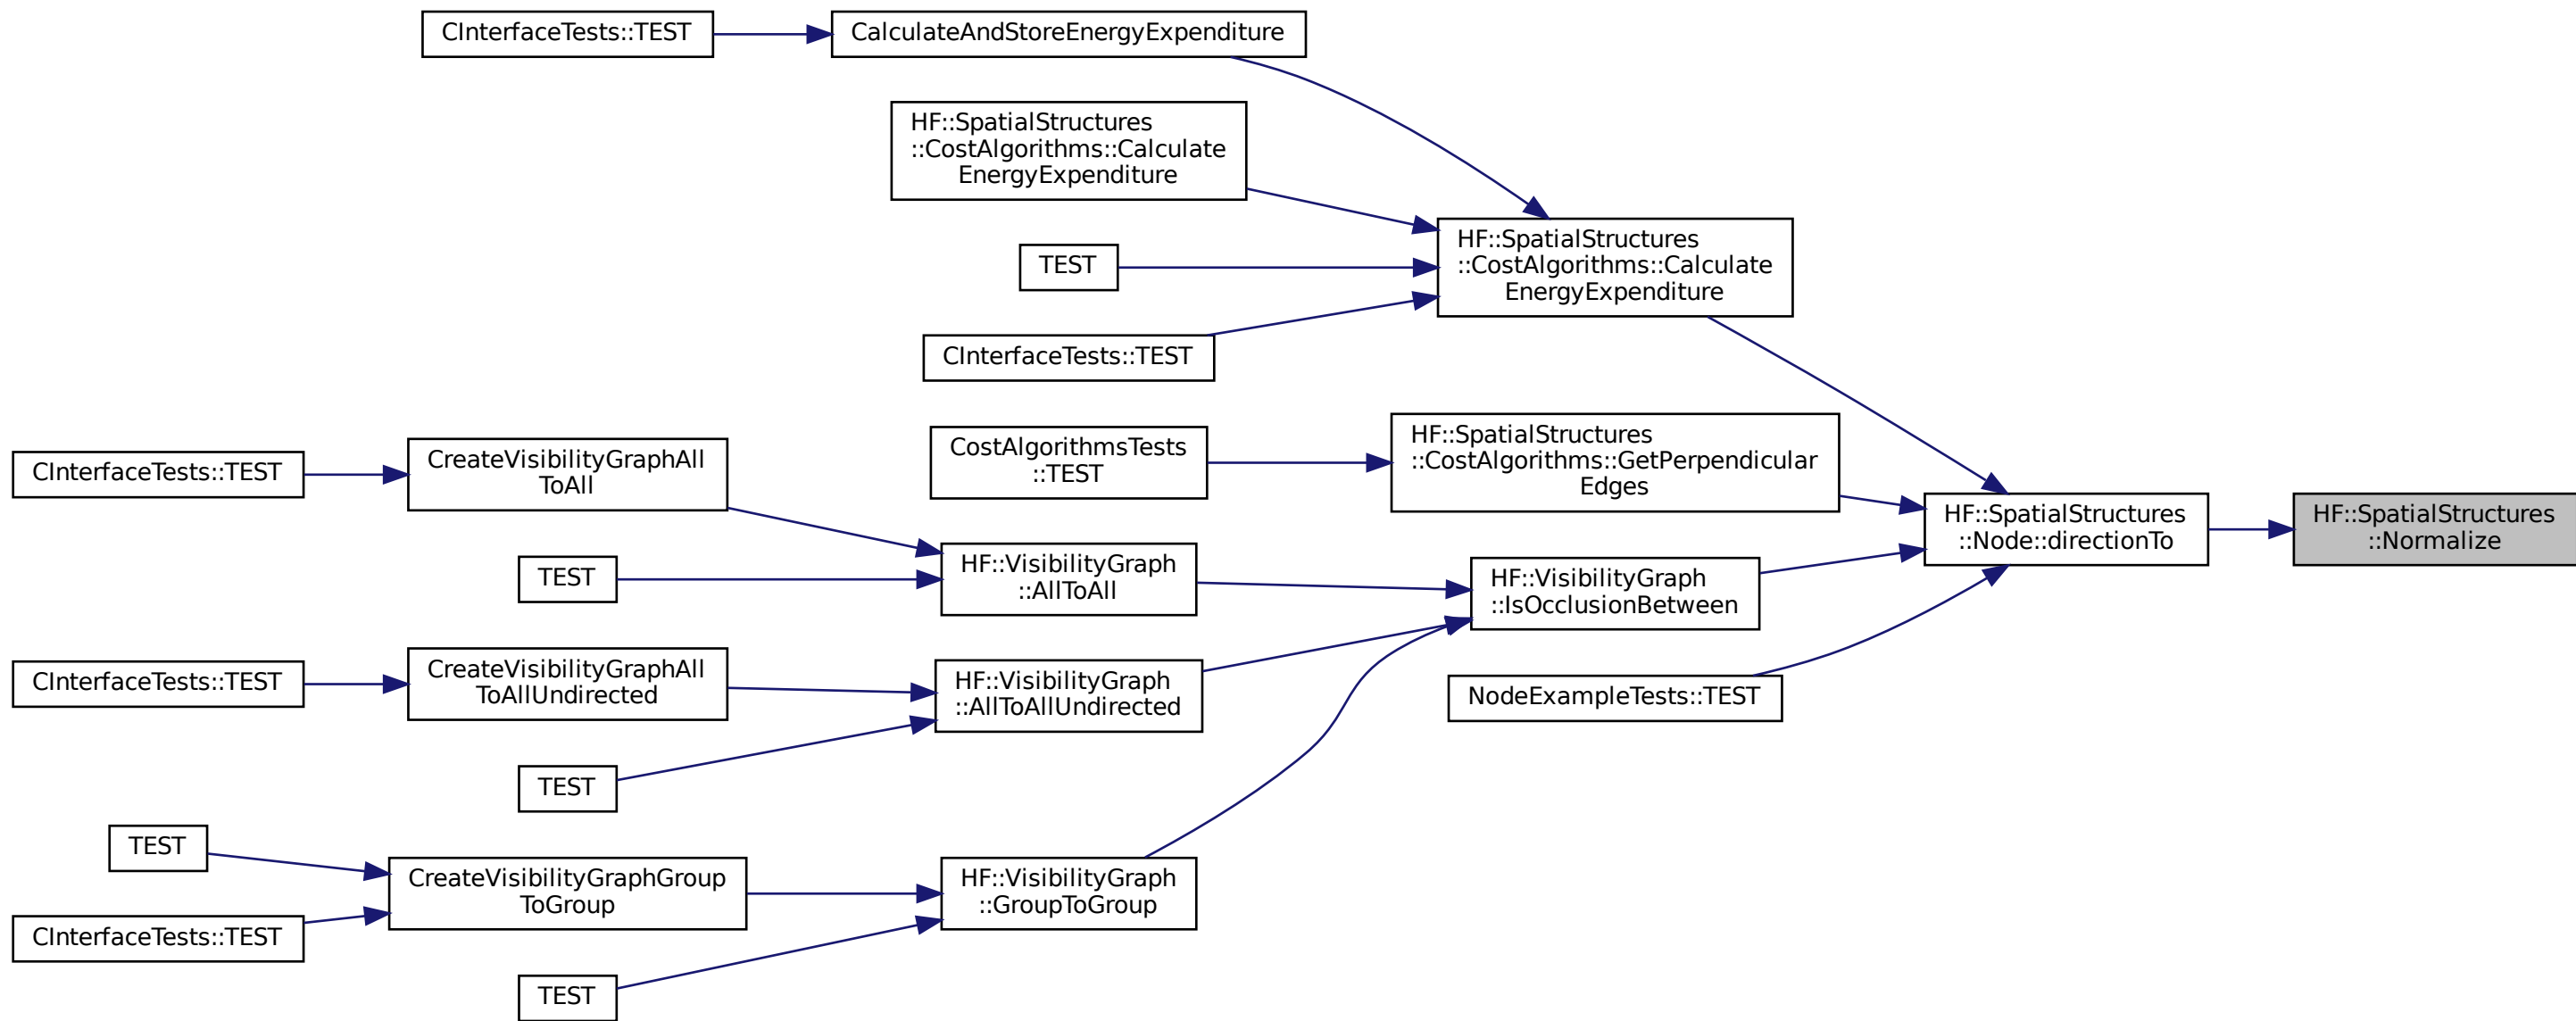 CInterfaceTests::TEST
CalculateAndStoreEnergyExpenditure
HF::SpatialStructures
::CostAlgorithms::Calculate
EnergyExpenditure
TEST
HF::SpatialStructures
::CostAlgorithms::Calculate
EnergyExpenditure
CInterfaceTests::TEST
CostAlgorithmsTests
::TEST
HF::SpatialStructures
::CostAlgorithms::GetPerpendicular
Edges
CInterfaceTests::TEST
CreateVisibilityGraphAll
ToAll
TEST
HF::VisibilityGraph
::AllToAll
HF::VisibilityGraph
::IsOcclusionBetween
HF::SpatialStructures
::Node::directionTo
HF::SpatialStructures
::Normalize
CInterfaceTests::TEST
CreateVisibilityGraphAll
ToAllUndirected
HF::VisibilityGraph
::AllToAllUndirected
NodeExampleTests::TEST
TEST
TEST
CInterfaceTests::TEST
CreateVisibilityGraphGroup
ToGroup
HF::VisibilityGraph
::GroupToGroup
TEST